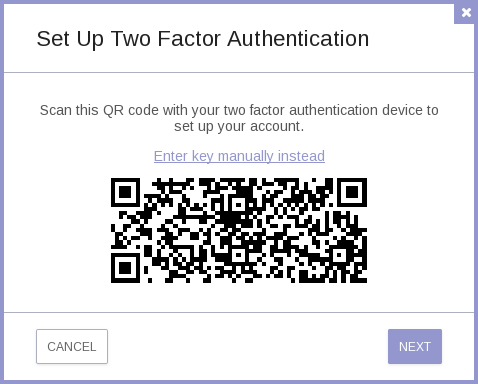 Set Up Two Factor Authentication
Scan this QR code with your two factor authentication device to
set up your account.
Enter key manually instead
CANCEL
NEXT